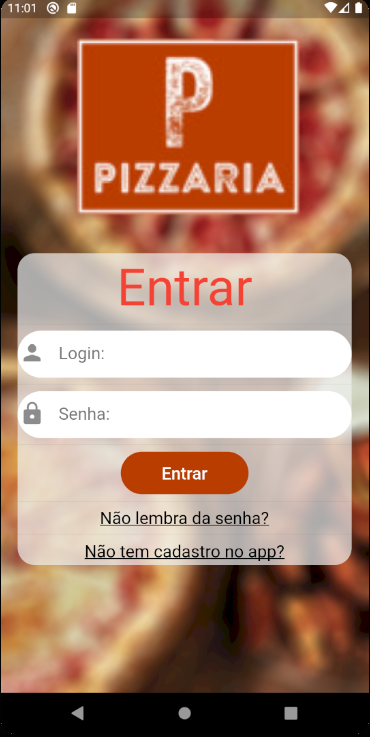 11:01
P
PIZZARIA
Entrar
Login:
Senha:
Entrar
Não lembra da senha?
Não tem cadastro no app?